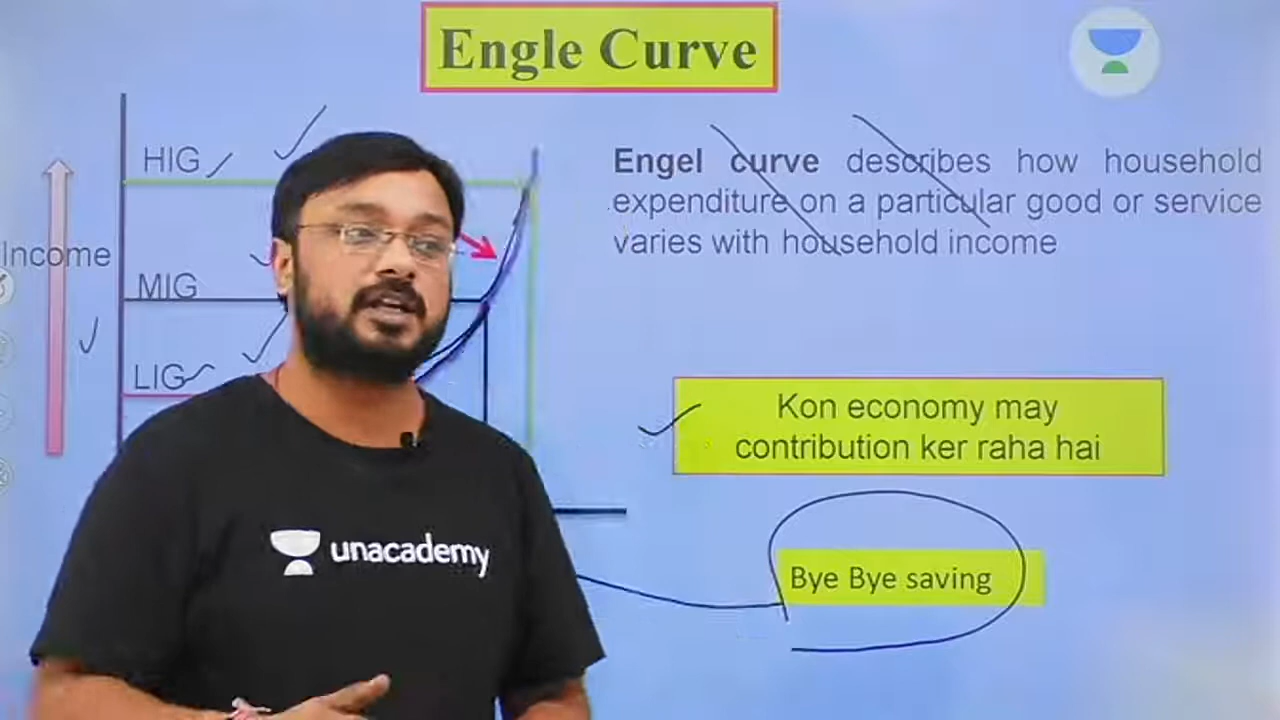 Engle Curve
HIG
Income
MIG
LIG
Engel curve describes how household
expenditure on a particular good or service
varies with household income
Kon economy may
contribution ker raha hai
Bye Bye saving
unacademy